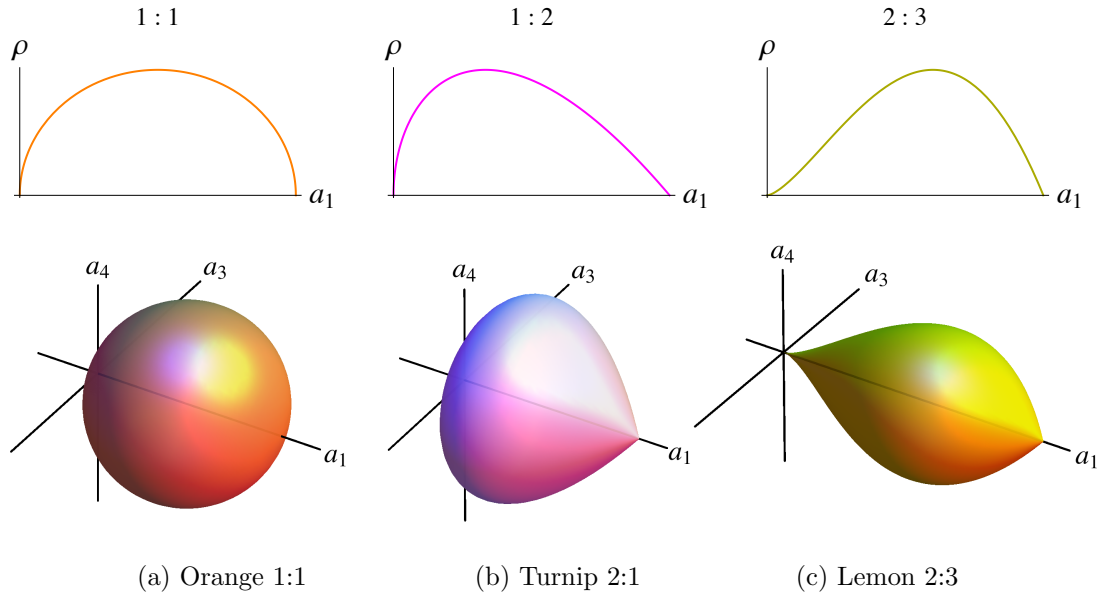 1 : 1
1 : 2
2 : 3
ρ
ρ
ρ
a₁
a₁
a₁
a₄
a₃
a₁
a₄
a₃
a₁
a₄
a₃
a₁
(a) Orange 1:1
(b) Turnip 2:1
(c) Lemon 2:3